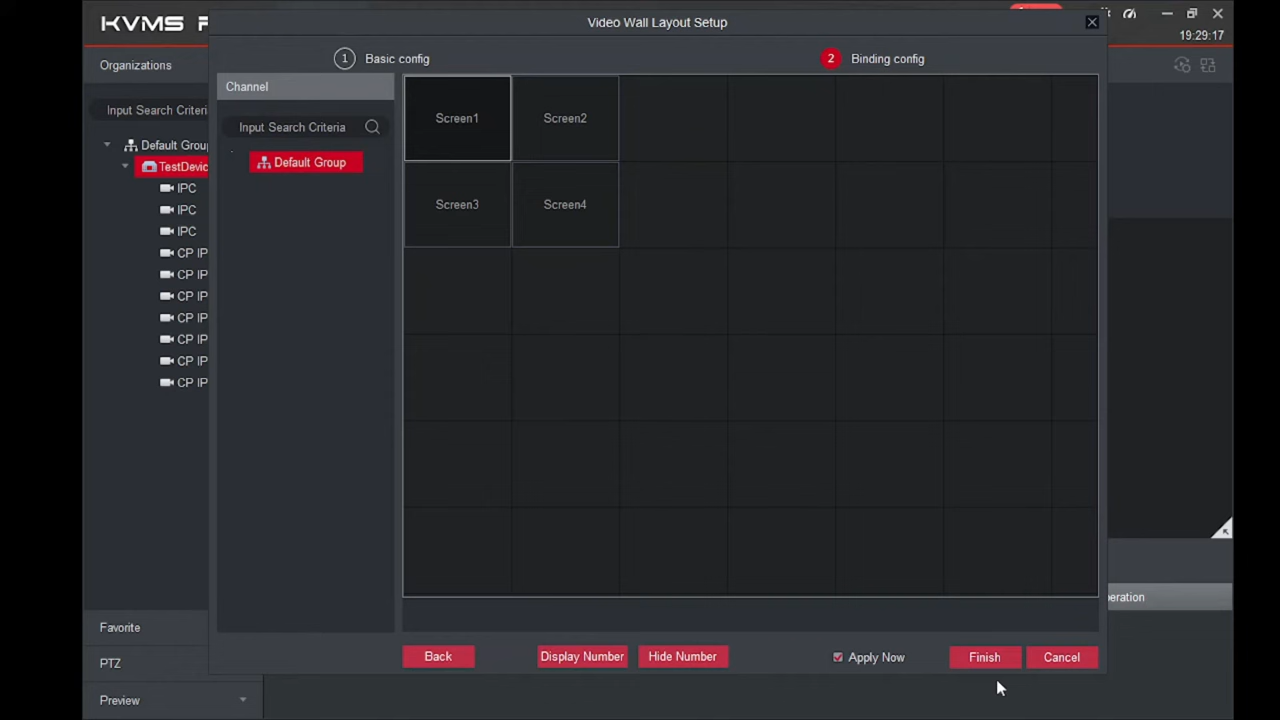 KVMS
Video Wall Layout Setup
19:29:17
Organizations
1 Basic config
2 Binding config
Channel
Input Search Criteri
Input Search Criteria
Default Grou
Default Group
TestDevic
IPC
IPC
IPC
CP IP
CP IP
CP IP
CP IP
CP IP
CP IP
CP IP
Screen1
Screen2
Screen3
Screen4
eration
Favorite
PTZ
Preview
Back
Display Number
Hide Number
Apply Now
Finish
Cancel